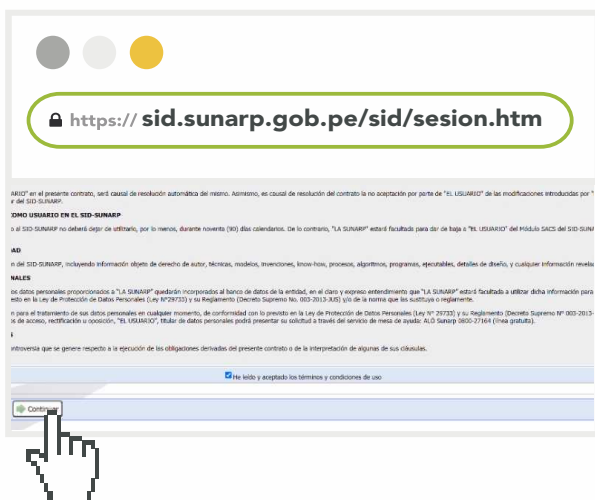 https:// sid.sunarp.gob.pe/sid/sesion.htm
ARIO" en el presente contrato, será causal de resolución automática del mismo. Asimismo, es causal de resolución del contrato la no aceptación por parte de "EL USUARIO" de las modificaciones introducidas por "
r del SID-SUNARP.
OMO USUARIO EN EL SID-SUNARP
o al SID-SUNARP no deberá dejar de utilizarlo, por lo menos, durante noventa (90) días calendarios. De lo contrario, "LA SUNARP" estará facultada para dar de baja a "EL USUARIO" del Módulo SACS del SID-SUNA
AD
n del SID-SUNARP, incluyendo información objeto de derecho de autor, técnicas, modelos, invenciones, know-how, procesos, algoritmos, programas, ejecutables, detalles de diseño, y cualquier información revelad
NALES
os datos personales proporcionados a "LA SUNARP" quedarán incorporados al banco de datos de la entidad, en el claro y expreso entendimiento que "LA SUNARP" estará facultada a utilizar dicha información para
esto en la Ley de Protección de Datos Personales (Ley N°29733) y su Reglamento (Decreto Supremo No. 003-2013-JUS) y/o de la norma que las sustituya o reglamente.
n para el tratamiento de sus datos personales en cualquier momento, de conformidad con lo previsto en la Ley de Protección de Datos Personales (Ley N° 29733) y su Reglamento (Decreto Supremo N° 003-2013-
s de acceso, rectificación u oposición, "EL USUARIO", titular de datos personales podrá presentar su solicitud a través del servicio de mesa de ayuda: ALÓ Sunarp 0800-27164 (línea gratuita).
ontroversia que se genere respecto a la ejecución de las obligaciones derivadas del presente contrato o de la interpretación de algunas de sus cláusulas.
He leído y aceptado los términos y condiciones de uso
Continuar